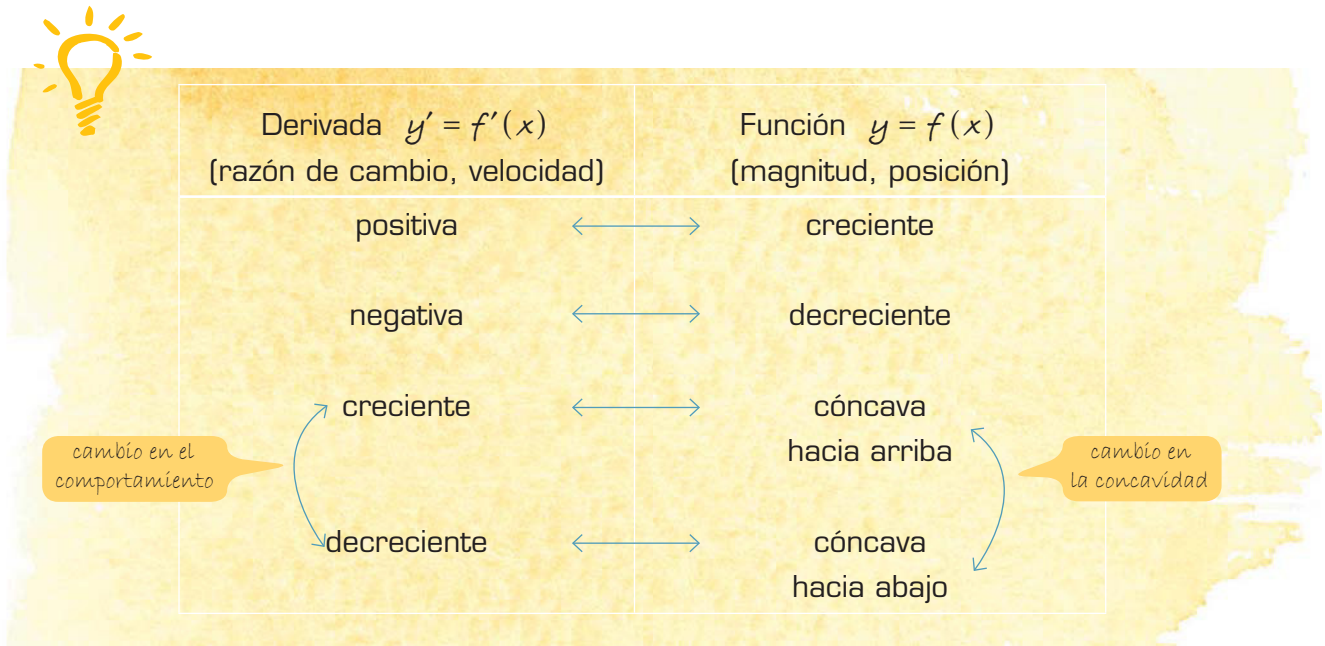 Derivada y′ = f′(x)
(razón de cambio, velocidad)
Función y = f(x)
(magnitud, posición)
positiva
creciente
negativa
decreciente
creciente
cóncava
hacia arriba
cambio en el
comportamiento
cambio en
la concavidad
decreciente
cóncava
hacia abajo